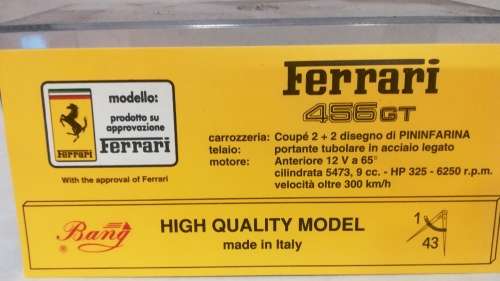 Ferrari
456GT
modello:
prodotto su
approvazione
Ferrari
Ferrari
With the approval of Ferrari
carrozzeria: Coupé 2 + 2 disegno di PININFARINA
telaio: portante tubolare in acciaio legato
motore: Anteriore 12 V a 65°
cilindrata 5473, 9 cc. - HP 325 - 6250 r.p.m.
velocità oltre 300 km/h
Bang
®
HIGH QUALITY MODEL
made in Italy
1
43